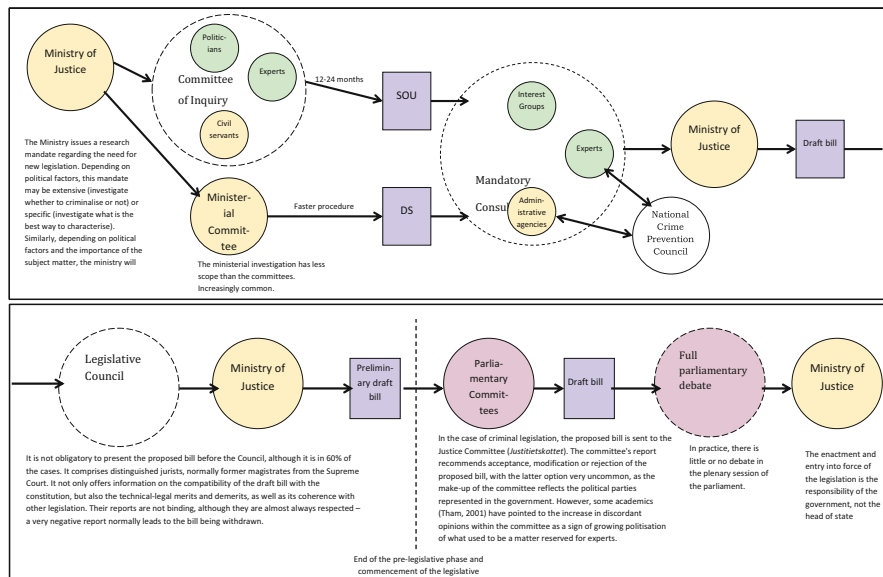 Ministry of
Justice
Politic-
ians
Experts
Committee
of Inquiry
Civil
servants
12-24 months
SOU
Interest
Groups
Experts
Mandatory
Adminis-
istrative
agencies
Ministry of
Justice
Draft bill
The Ministry issues a research
mandate regarding the need for
new legislation. Depending on
political factors, this mandate
may be extensive (investigate
whether to criminalise or not) or
specific (investigate what is the
best way to characterise).
Similarly, depending on political
factors and the importance of the
subject matter, the ministry will
Minister-
ial
Commit-
tee
Faster procedure
DS
National
Crime
Prevention
Council
The ministerial investigation has less
scope than the committees.
Increasingly common.
Legislative
Council
Ministry of
Justice
Prelimin-
ary draft
bill
Parlia-
mentary
Commit-
tees
Draft bill
Full
parliamentary
debate
Ministry of
Justice
It is not obligatory to present the proposed bill before the Council, although it is in 60% of
the cases. It comprises distinguished jurists, normally former magistrates from the Supreme
Court. It not only offers information on the compatibility of the draft bill with the
constitution, but also the technical-legal merits and demerits, as well as its coherence with
other legislation. Their reports are not binding, although they are almost always respected –
a very negative report normally leads to the bill being withdrawn.
In the case of criminal legislation, the proposed bill is sent to the
Justice Committee (Justitietskottet). The committee's report
recommends acceptance, modification or rejection of the
proposed bill, with the latter option very uncommon, as the
make-up of the committee reflects the political parties
represented in the government. However, some academics
(Tham, 2001) have pointed to the increase in discordant
opinions within the committee as a sign of growing politisation
of what used to be a matter reserved for experts.
In practice, there is
little or no debate in
the plenary session of
the parliament.
The enactment and
entry into force of
the legislation is the
responsibility of the
government, not the
head of state
End of the pre-legislative phase and
commencement of the legislative